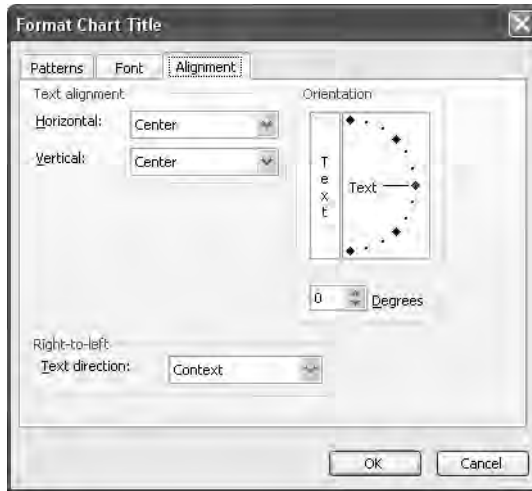 Format Chart Title
Patterns Font Alignment
Text alignment
Horizontal: Center
Vertical: Center
Orientation
Text
Text
0 Degrees
Right-to-left
Text direction: Context
OK Cancel